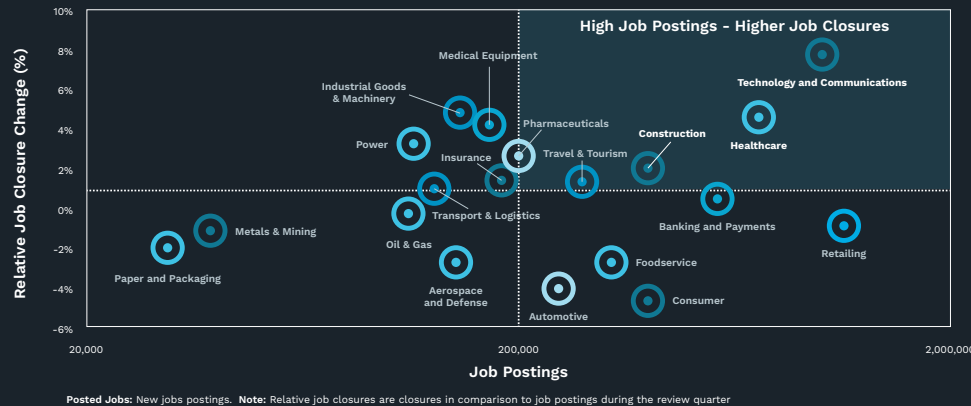 10%
High Job Postings - Higher Job Closures
8%
Medical Equipment
Technology and Communications
Industrial Goods
& Machinery
6%
Relative Job Closure Change (%)
4%
Pharmaceuticals
Construction
Power
Healthcare
Insurance
Travel & Tourism
2%
0%
Transport & Logistics
Metals & Mining
Banking and Payments
Oil & Gas
Retailing
-2%
Paper and Packaging
Foodservice
Aerospace
and Defense
-4%
Consumer
Automotive
-6%
20,000
200,000
2,000,000
Job Postings
Posted Jobs: New jobs postings. Note: Relative job closures are closures in comparison to job postings during the review quarter